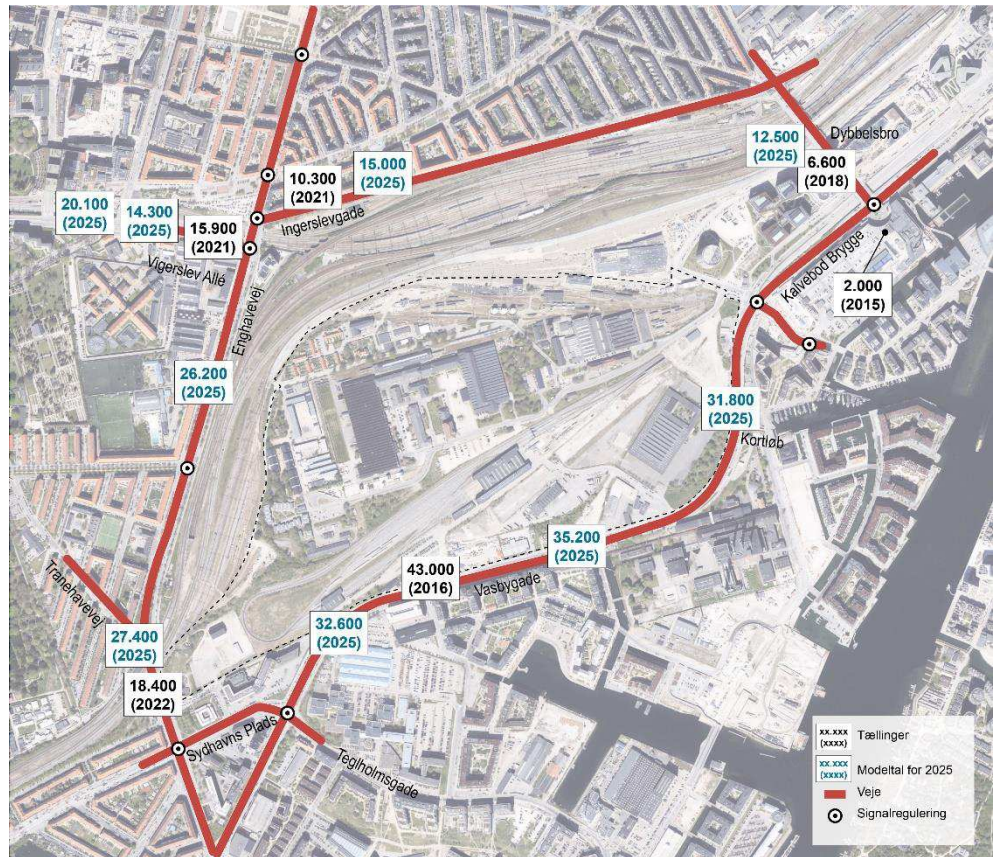 Dybbelsbro
12.500
(2025)
6.600
(2018)
15.000
(2025)
10.300
(2021)
Ingerslevgade
20.100
(2025)
14.300
(2025)
15.900
(2021)
Vigerslev Allé
Enghavevej
Kalvebod Brygge
2.000
(2015)
26.200
(2025)
31.800
(2025)
Kortløb
35.200
(2025)
43.000
(2016)
Vasbygade
Tranehavevej
32.600
(2025)
27.400
(2025)
18.400
(2022)
Sydhavns Plads
Teglholmsgade
xx.xxx
(xxxx)
Tællinger
xx.xxx
(xxxx)
Modeltal for 2025
Veje
Signalregulering